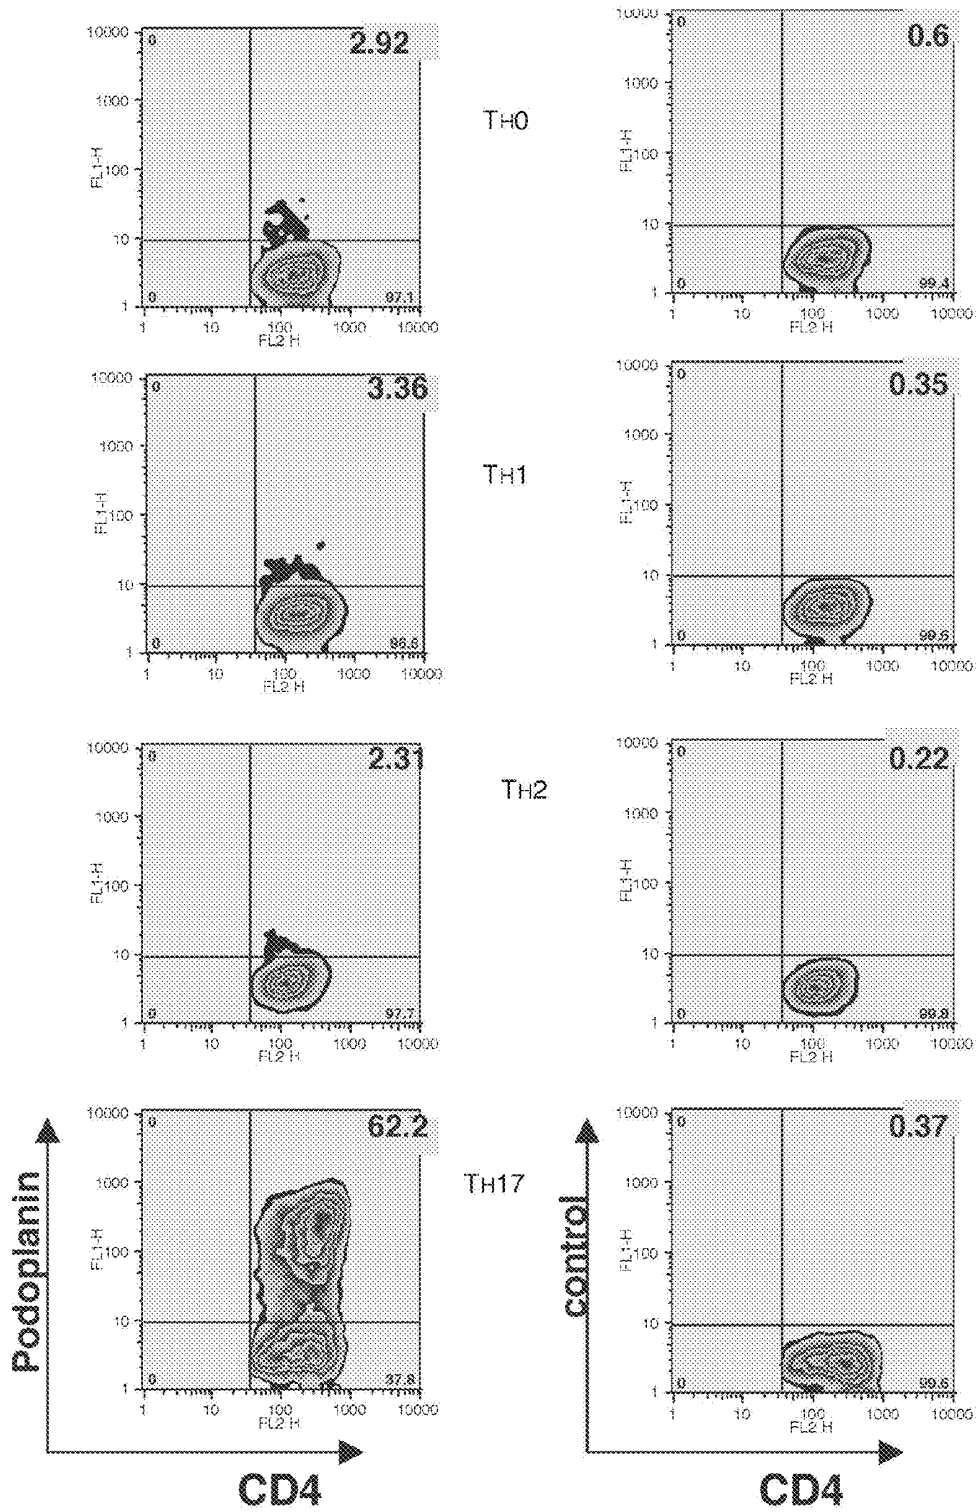 10000 0 2.92
1000
FL1-H
100
10
1 0 97.1
1 10 100 1000 10000
FL2 H
TH0
10000 0 0.6
1000
FL1-H
100
10
1 0 99.4
1 10 100 1000 10000
FL2 H
10000 0 3.36
1000
FL1-H
100
10
1 0 96.6
1 10 100 1000 10000
FL2 H
TH1
10000 0 0.35
1000
FL1-H
100
10
1 0 99.6
1 10 100 1000 10000
FL2 H
10000 0 2.31
1000
FL1-H
100
10
1 0 97.7
1 10 100 1000 10000
FL2 H
TH2
10000 0 0.22
1000
FL1-H
100
10
1 0 99.8
1 10 100 1000 10000
FL2 H
10000 0 62.2
1000
FL1-H
100
10
1 0 37.8
1 10 100 1000 10000
FL2 H
Podoplanin
CD4
TH17
10000 0 0.37
1000
FL1-H
100
10
1 0 99.6
1 10 100 1000 10000
FL2 H
control
CD4